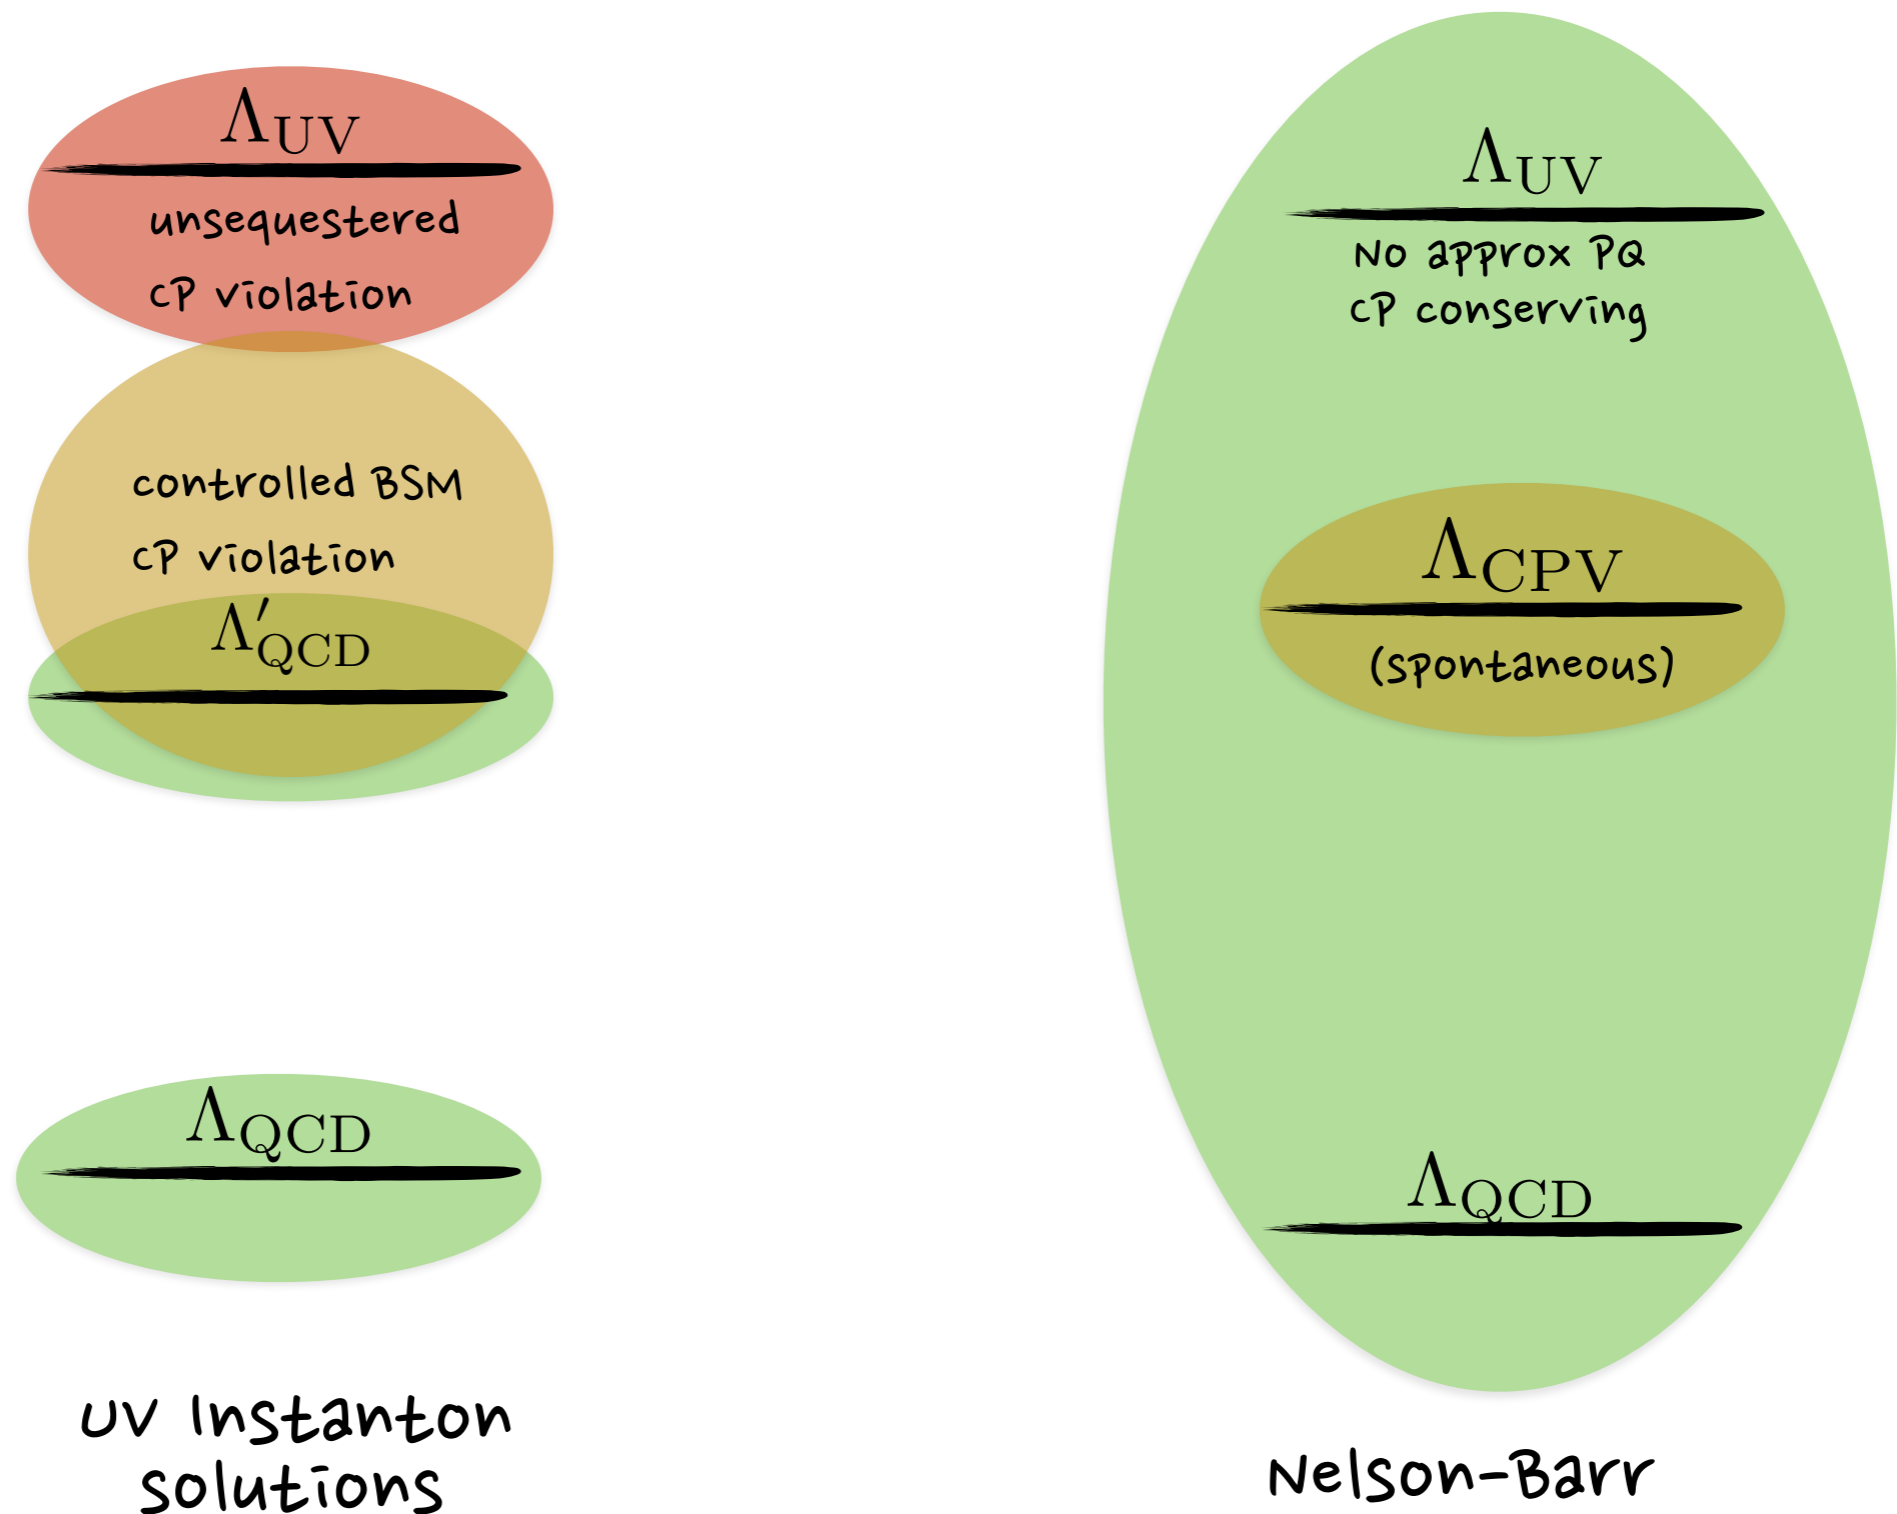 Λ_UV
unsequestered
CP violation
controlled BSM
CP violation
Λ′_QCD
Λ_QCD
UV Instanton
solutions
Λ_UV
No approx PQ
CP conserving
Λ_CPV
(spontaneous)
Λ_QCD
Nelson-Barr